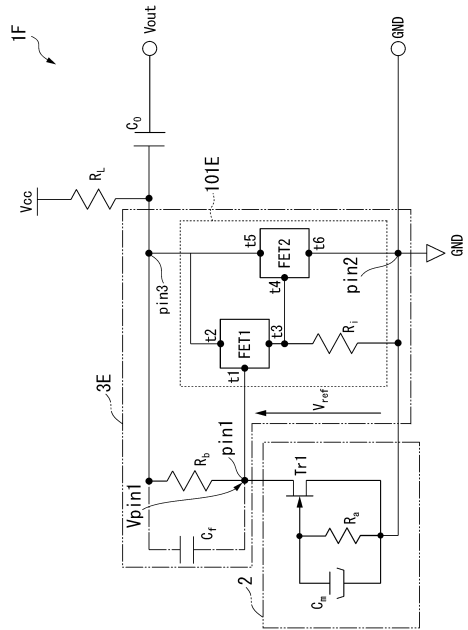 1F
Vout
GND
C0
Vcc
RL
101E
3E
pin3
t5
FET2
t6
t4
t2
FET1
t3
t1
Ri
pin2
GND
Vref
Vpin1
Rb
pin1
Cf
2
Tr1
Ra
Cm